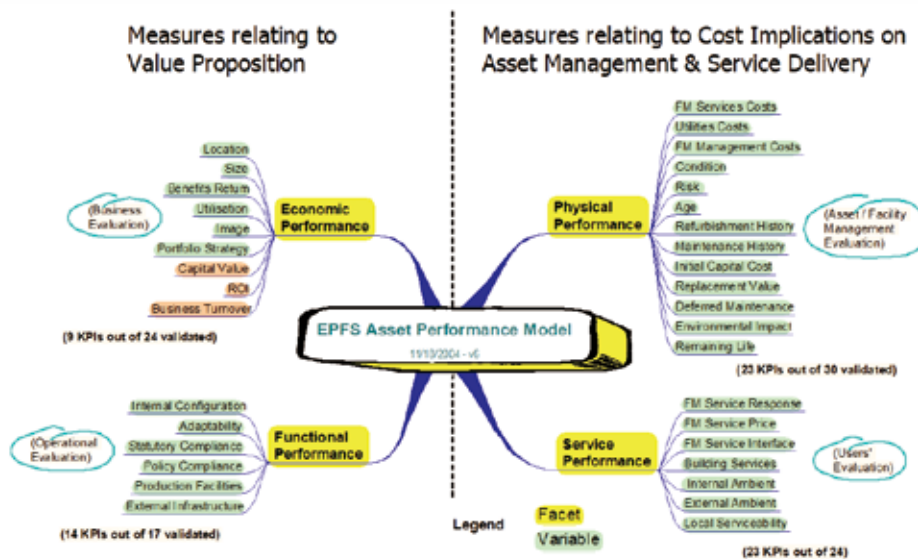 Measures relating to
Value Proposition
Measures relating to Cost Implications on
Asset Management & Service Delivery
Location
Size
Benefits Return
Utilisation
Image
Portfolio Strategy
Capital Value
ROI
Business Turnover
(Business
Evaluation)
Economic
Performance
(9 KPIs out of 24 validated)
FM Services Costs
Utilities Costs
FM Management Costs
Condition
Risk
Age
Refurbishment History
Maintenance History
Initial Capital Cost
Replacement Value
Deferred Maintenance
Environmental Impact
Remaining Life
Physical
Performance
(Asset / Facility
Management
Evaluation)
(23 KPIs out of 30 validated)
EPFS Asset Performance Model
11/10/2004 - v6
Internal Configuration
Adaptability
Statutory Compliance
Policy Compliance
Production Facilities
External Infrastructure
(Operational
Evaluation)
Functional
Performance
(14 KPIs out of 17 validated)
FM Service Response
FM Service Price
FM Service Interface
Building Services
Internal Ambient
External Ambient
Local Serviceability
Service
Performance
(Users'
Evaluation)
(23 KPIs out of 24)
Legend
Facet
Variable